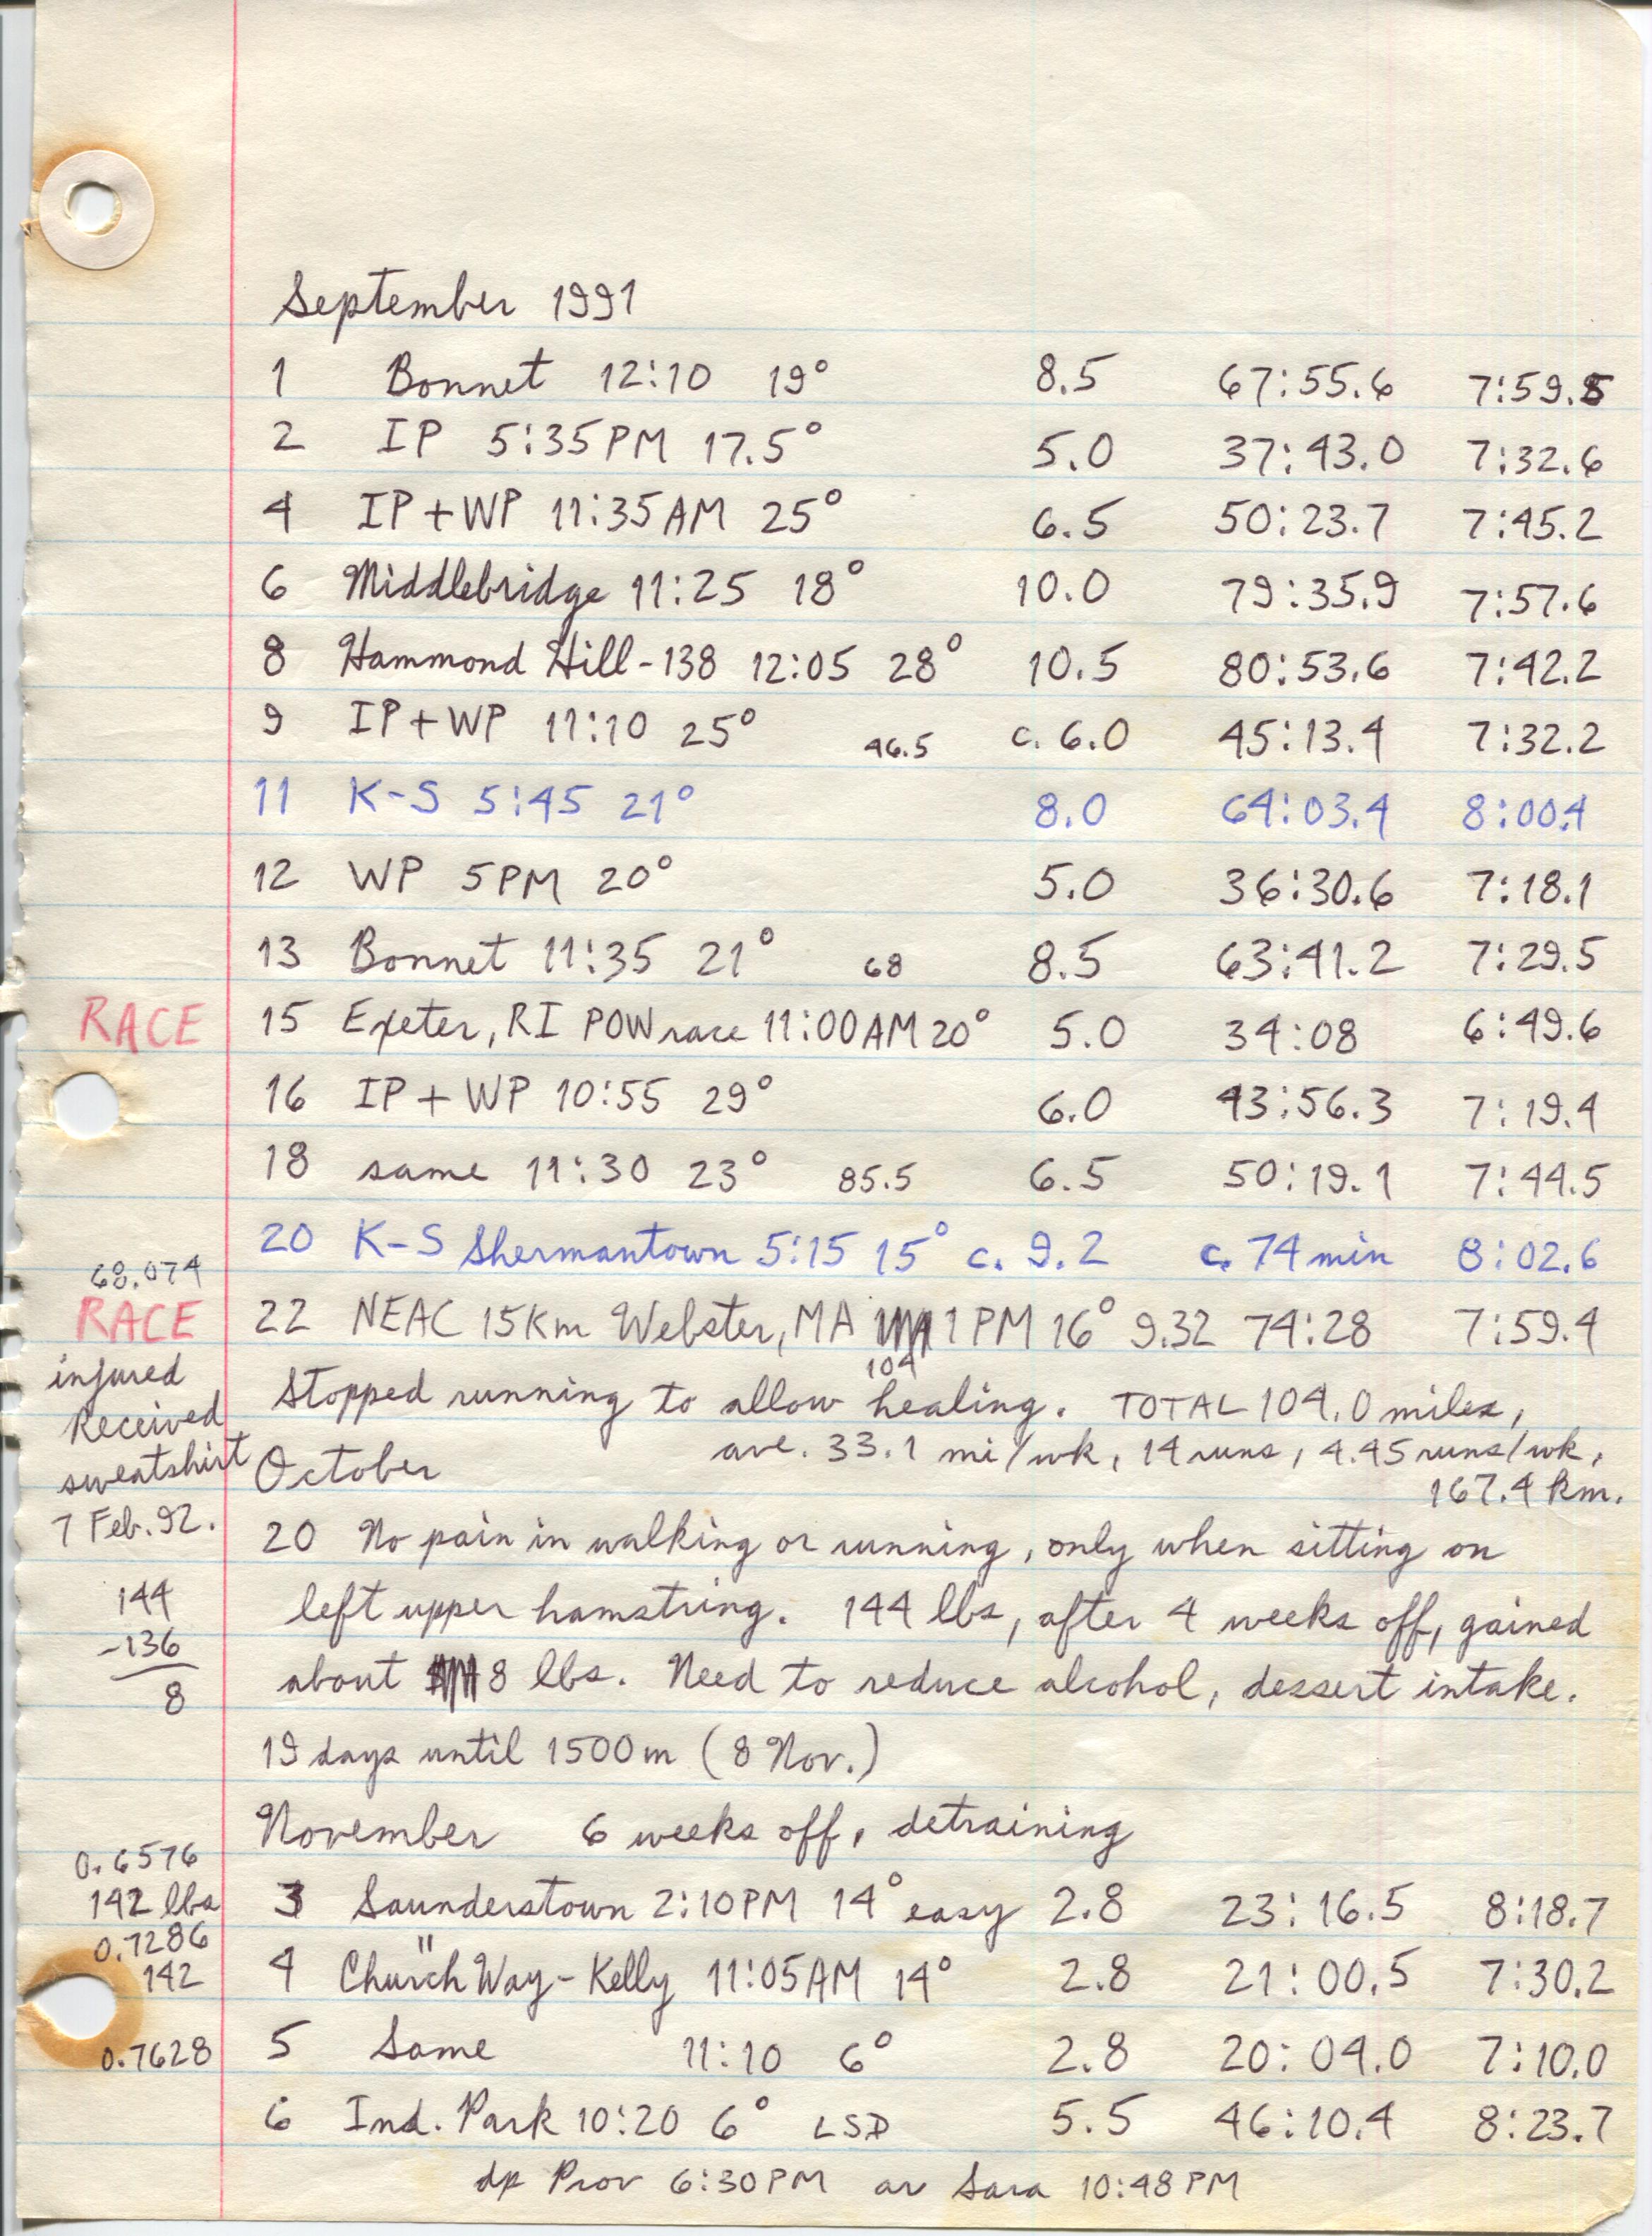 September 1991
1 Bonnet 12:10 19° 8.5 67:55.6 7:59.5
2 IP 5:35PM 17.5° 5.0 37:43.0 7:32.6
4 IP+WP 11:35AM 25° 6.5 50:23.7 7:45.2
6 Middlebridge 11:25 18° 10.0 79:35.9 7:57.6
8 Hammond Hill-138 12:05 28° 10.5 80:53.6 7:42.2
9 IP+WP 11:10 25° 46.5 c. 6.0 45:13.4 7:32.2
11 K-S 5:45 21° 8.0 64:03.4 8:00.4
12 WP 5PM 20° 5.0 36:30.6 7:18.1
13 Bonnet 11:35 21° 68 8.5 63:41.2 7:29.5
RACE 15 Exeter, RI POW race 11:00AM 20° 5.0 34:08 6:49.6
16 IP+WP 10:55 29° 6.0 43:56.3 7:19.4
18 same 11:30 23° 85.5 6.5 50:19.1 7:44.5
20 K-S Shermantown 5:15 15° c. 9.2 c. 74 min 8:02.6
68.074
RACE 22 NEAC 15Km Webster, MA 1PM 16° 9.32 74:28 7:59.4
104
injured Stopped running to allow healing. TOTAL 104.0 miles,
Received ave. 33.1 mi/wk, 14 runs, 4.45 runs/wk,
sweatshirt October 167.4 km.
7 Feb. 92. 20 No pain in walking or running, only when sitting on
144 left upper hamstring. 144 lbs, after 4 weeks off, gained
-136 about 8 lbs. Need to reduce alcohol, dessert intake.
8
19 days until 1500m (8 Nov.)
November 6 weeks off, detraining
0.6576
142 lbs 3 Saunderstown 2:10PM 14° easy 2.8 23:16.5 8:18.7
0.7286
142 4 Church Way-Kelly 11:05AM 14° 2.8 21:00.5 7:30.2
0.7628 5 Same 11:10 6° 2.8 20:04.0 7:10.0
6 Ind. Park 10:20 6° LSD 5.5 46:10.4 8:23.7
dp Prov 6:30PM ar Sara 10:48PM